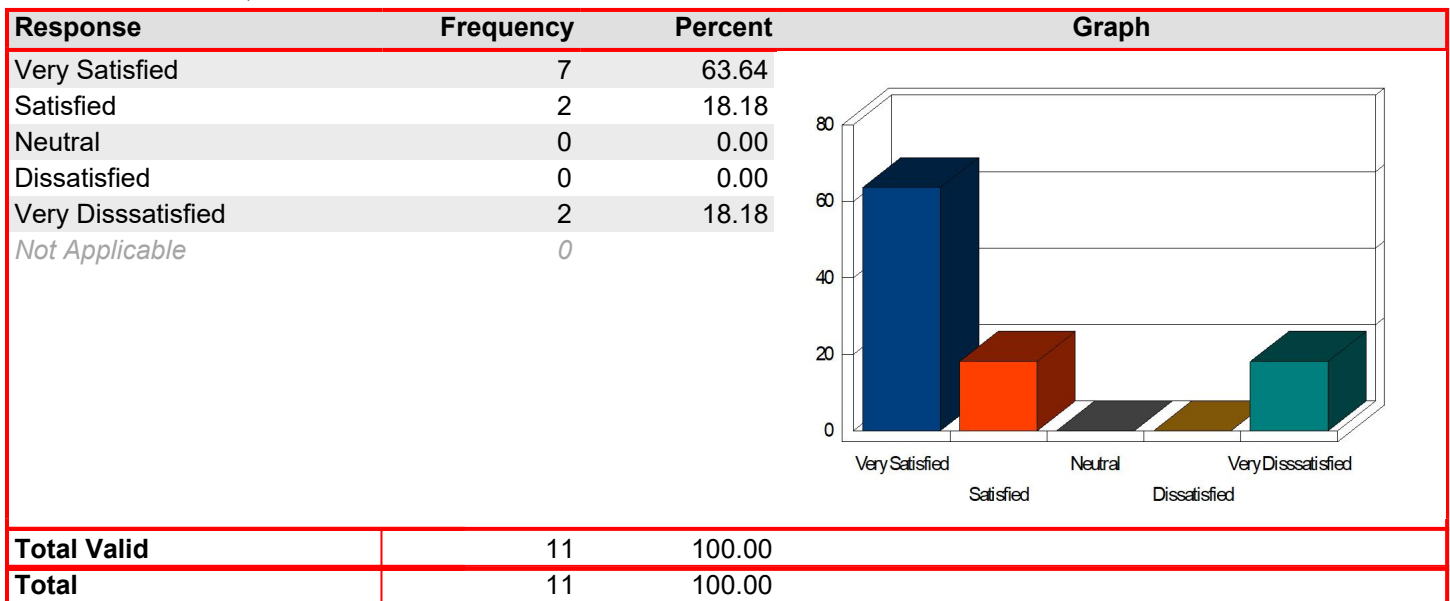 Response Frequency Percent Graph
Very Satisfied 7 63.64
Satisfied 2 18.18
Neutral 0 0.00
Dissatisfied 0 0.00
Very Disssatisfied 2 18.18
Not Applicable 0
80
60
40
20
0
Very Satisfied Neutral Very Disssatisfied
Satisfied Dissatisfied
Total Valid 11 100.00
Total 11 100.00